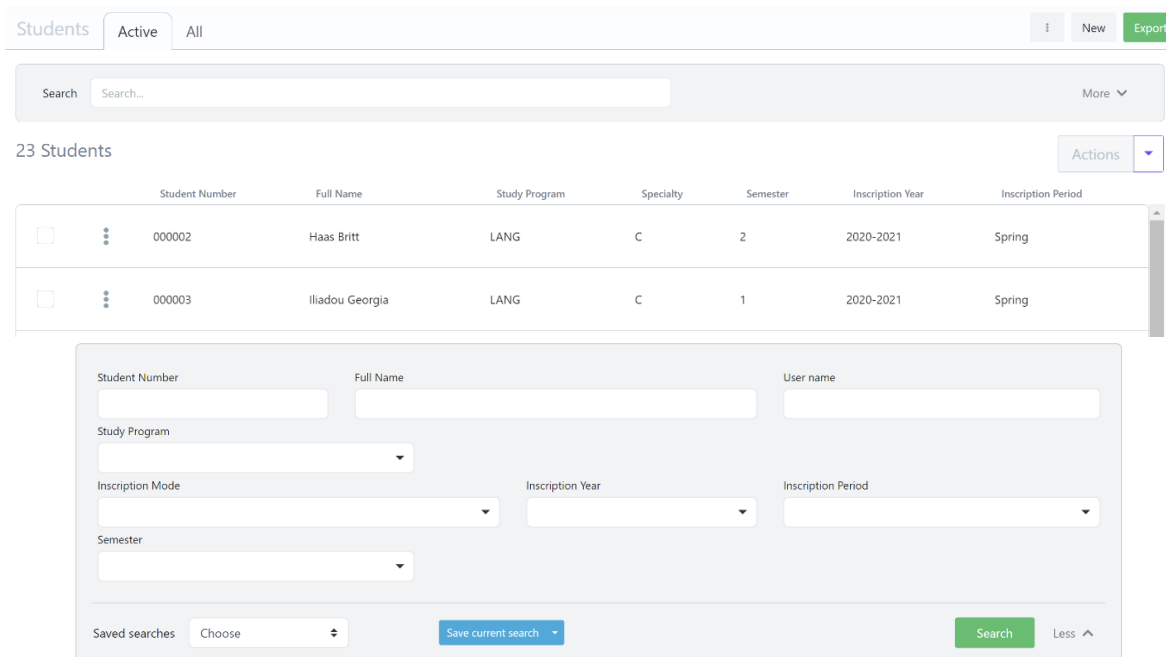 Students Active All New Export
Search Search... More
23 Students Actions
Student Number Full Name Study Program Specialty Semester Inscription Year Inscription Period
000002 Haas Britt LANG C 2 2020-2021 Spring
000003 Iliadou Georgia LANG C 1 2020-2021 Spring
Student Number Full Name User name
Study Program
Inscription Mode Inscription Year Inscription Period
Semester
Saved searches Choose Save current search Search Less